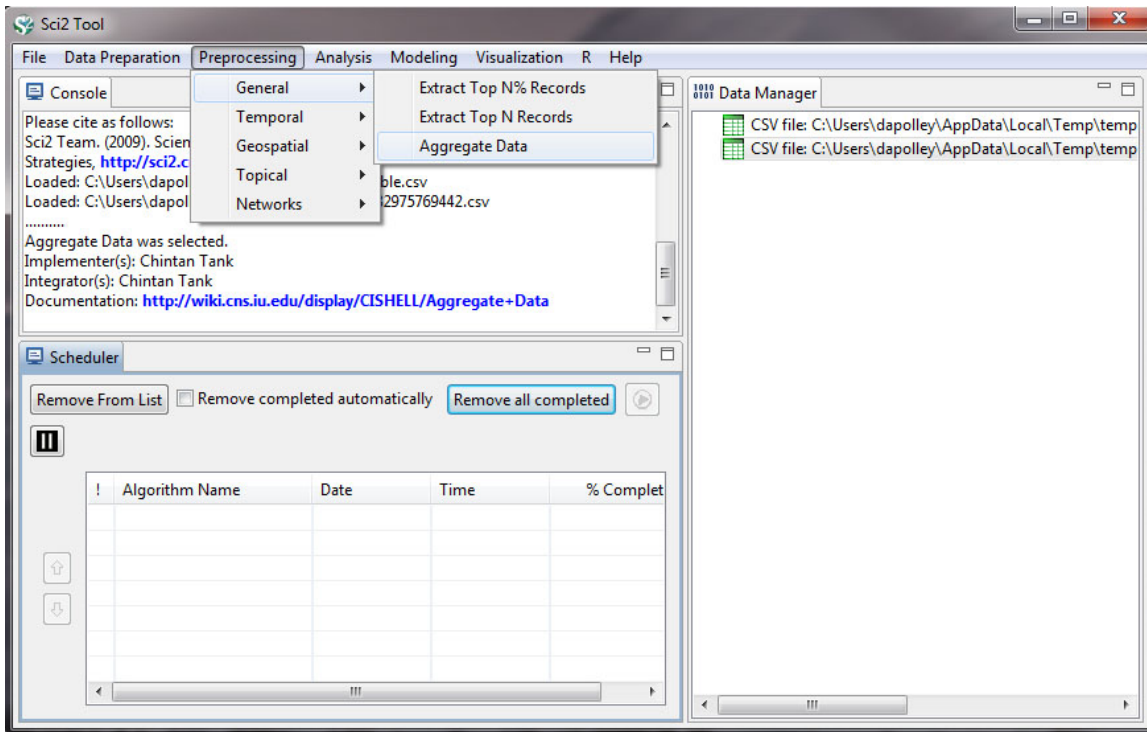 Sci2 Tool
File Data Preparation Preprocessing Analysis Modeling Visualization R Help
General
Temporal
Geospatial
Topical
Networks
Extract Top N% Records
Extract Top N Records
Aggregate Data
Console
Please cite as follows:
Sci2 Team. (2009). Scien
Strategies, http://sci2.c
Loaded: C:\Users\dapol ble.csv
Loaded: C:\Users\dapol 2975769442.csv
..........
Aggregate Data was selected.
Implementer(s): Chintan Tank
Integrator(s): Chintan Tank
Documentation: http://wiki.cns.iu.edu/display/CISHELL/Aggregate+Data
Scheduler
Remove From List Remove completed automatically Remove all completed
! Algorithm Name Date Time % Complet
Data Manager
CSV file: C:\Users\dapolley\AppData\Local\Temp\temp
CSV file: C:\Users\dapolley\AppData\Local\Temp\temp